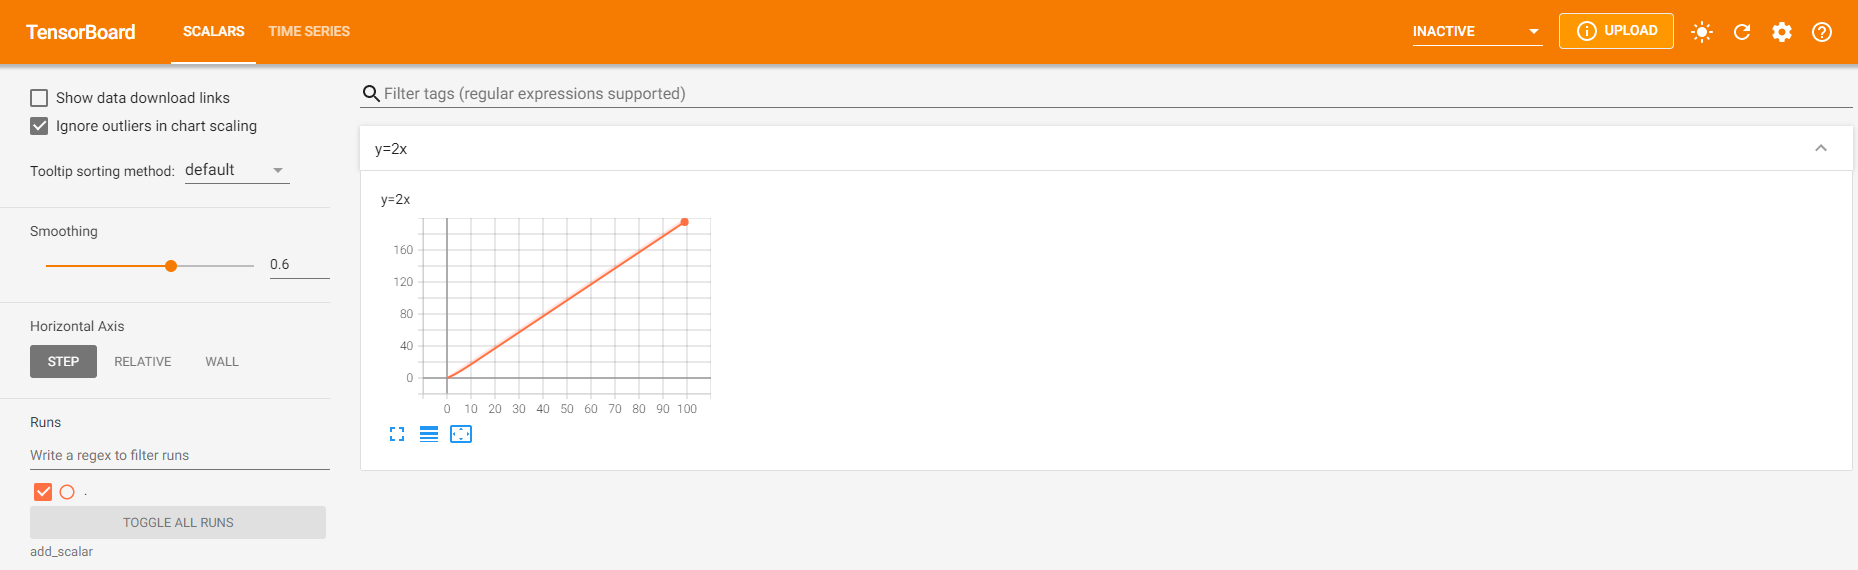 TensorBoard SCALARS TIME SERIES INACTIVE UPLOAD
Show data download links
Ignore outliers in chart scaling
Tooltip sorting method: default
Smoothing
0.6
Horizontal Axis
STEP RELATIVE WALL
Runs
Write a regex to filter runs
.
TOGGLE ALL RUNS
add_scalar
Filter tags (regular expressions supported)
y=2x
y=2x
160
120
80
40
0
0 10 20 30 40 50 60 70 80 90 100